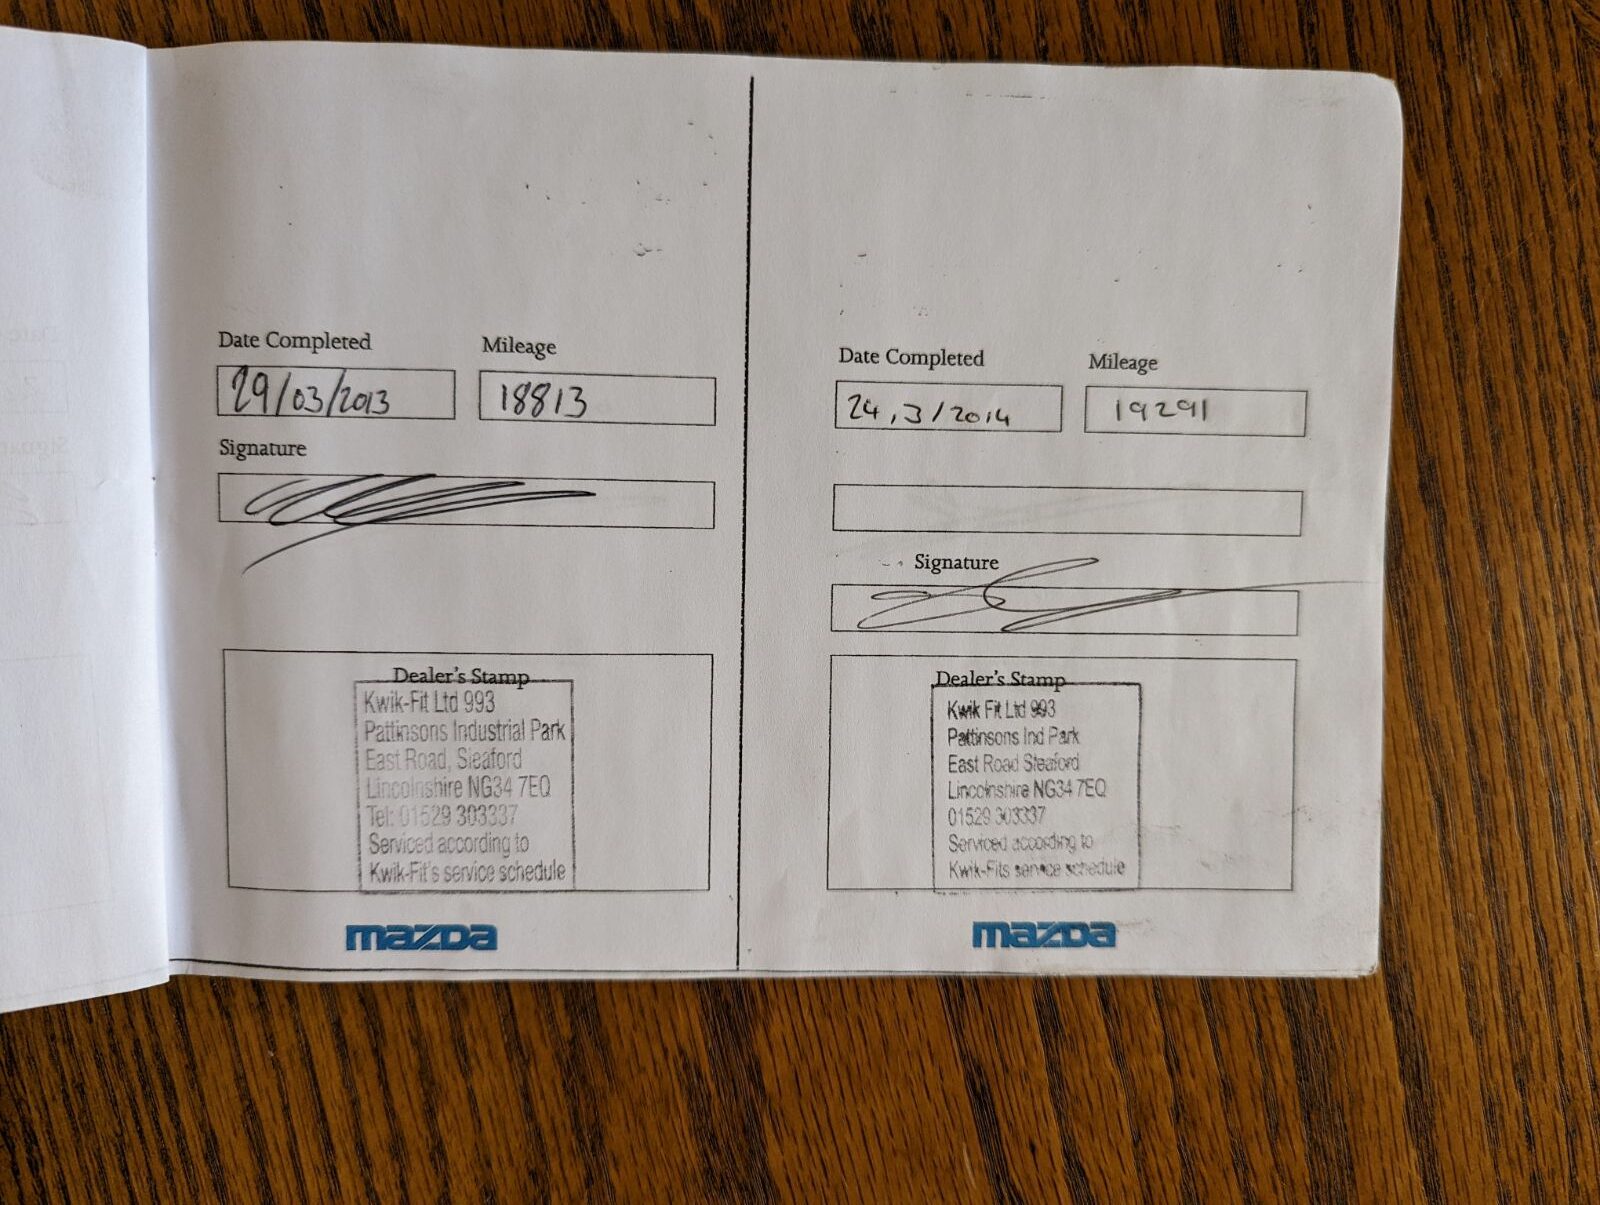 Date Completed Mileage
29/03/2013 18813
Signature
Dealer's Stamp
Kwik-Fit Ltd 993
Pattinsons Industrial Park
East Road, Sleaford
Lincolnshire NG34 7EQ
Tel: 01529 303337
Serviced according to
Kwik-Fit's service schedule
mazda
Date Completed Mileage
24,3/2014 19291
Signature
Dealer's Stamp
Kwik Fit Ltd 993
Pattinsons Ind Park
East Road Sleaford
Lincolnshire NG34 7EQ
01529 303337
Serviced according to
Kwik-Fits service schedule
mazda